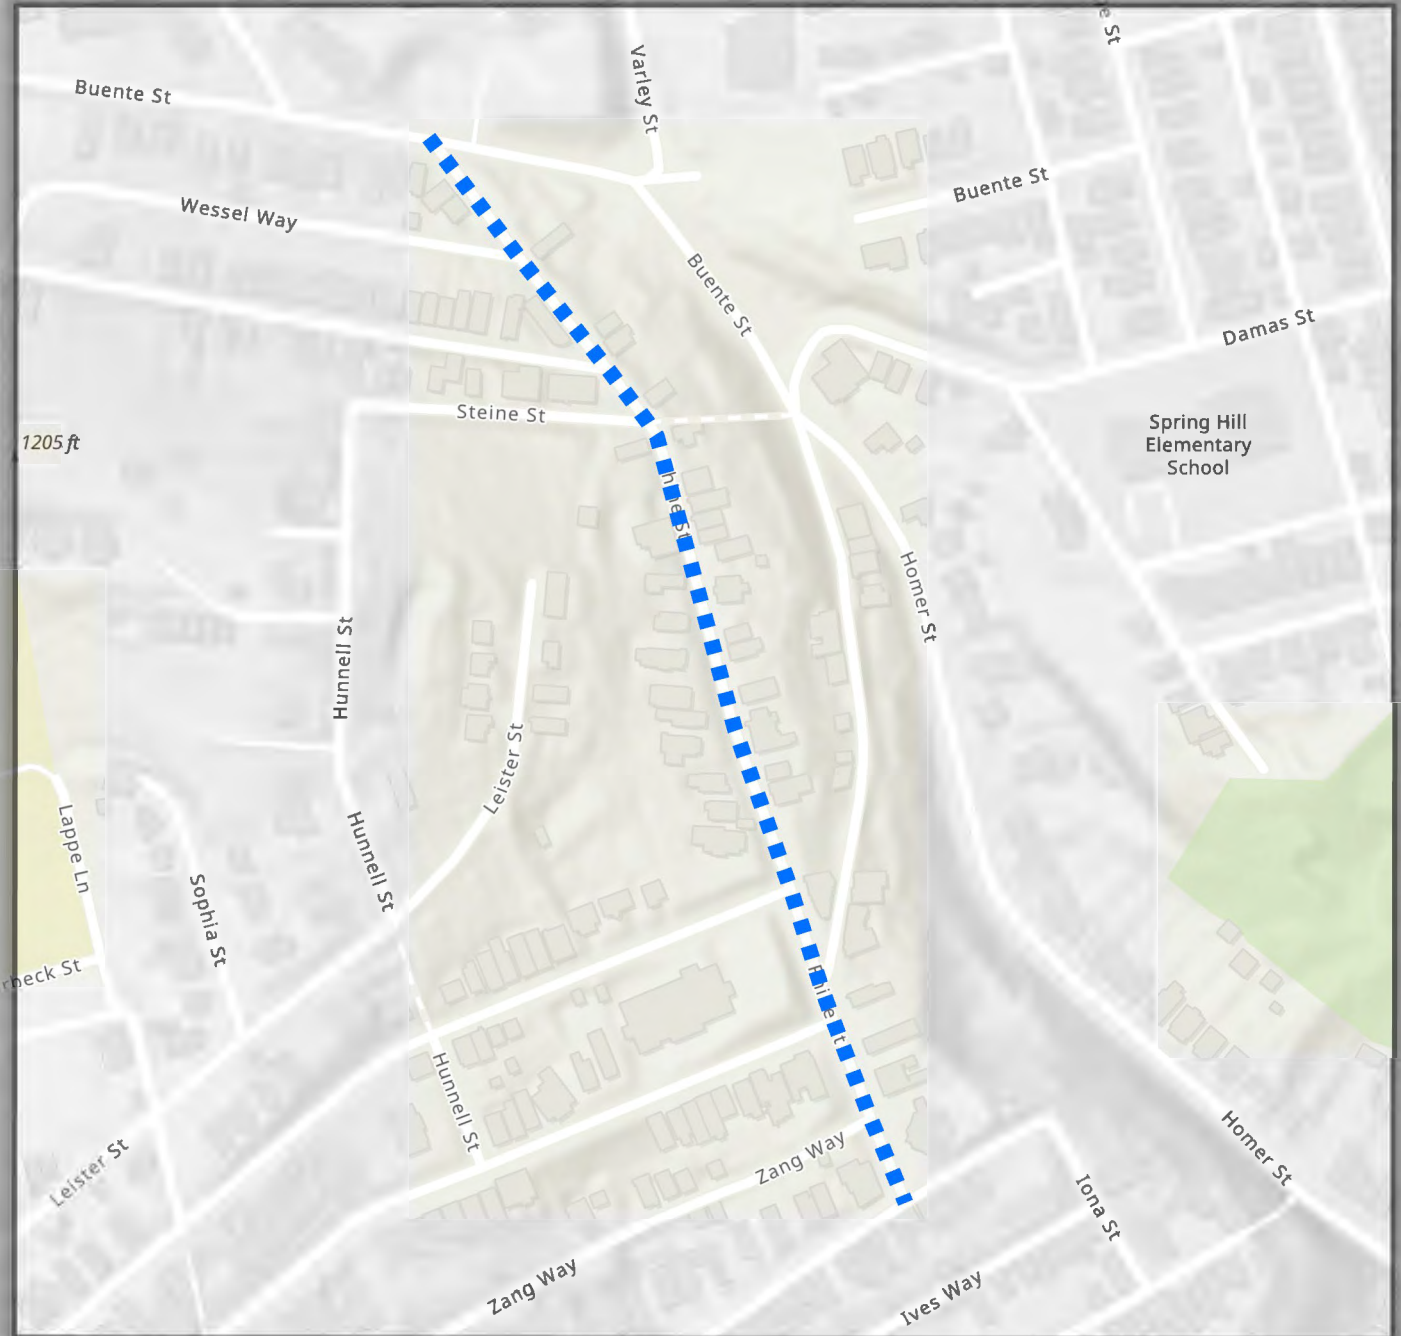 e St
Varley St
Buente St
Buente St
Wessel Way
Buente St
Damas St
Steine St
Spring Hill
Elementary
School
1205 ft
Homer St
Hunnell St
Leister St
Lappe Ln
Hunnell St
Sophia St
rbeck St
Hunnell St
Zang Way
Leister St
Homer St
Iona St
Zang Way
Ives Way